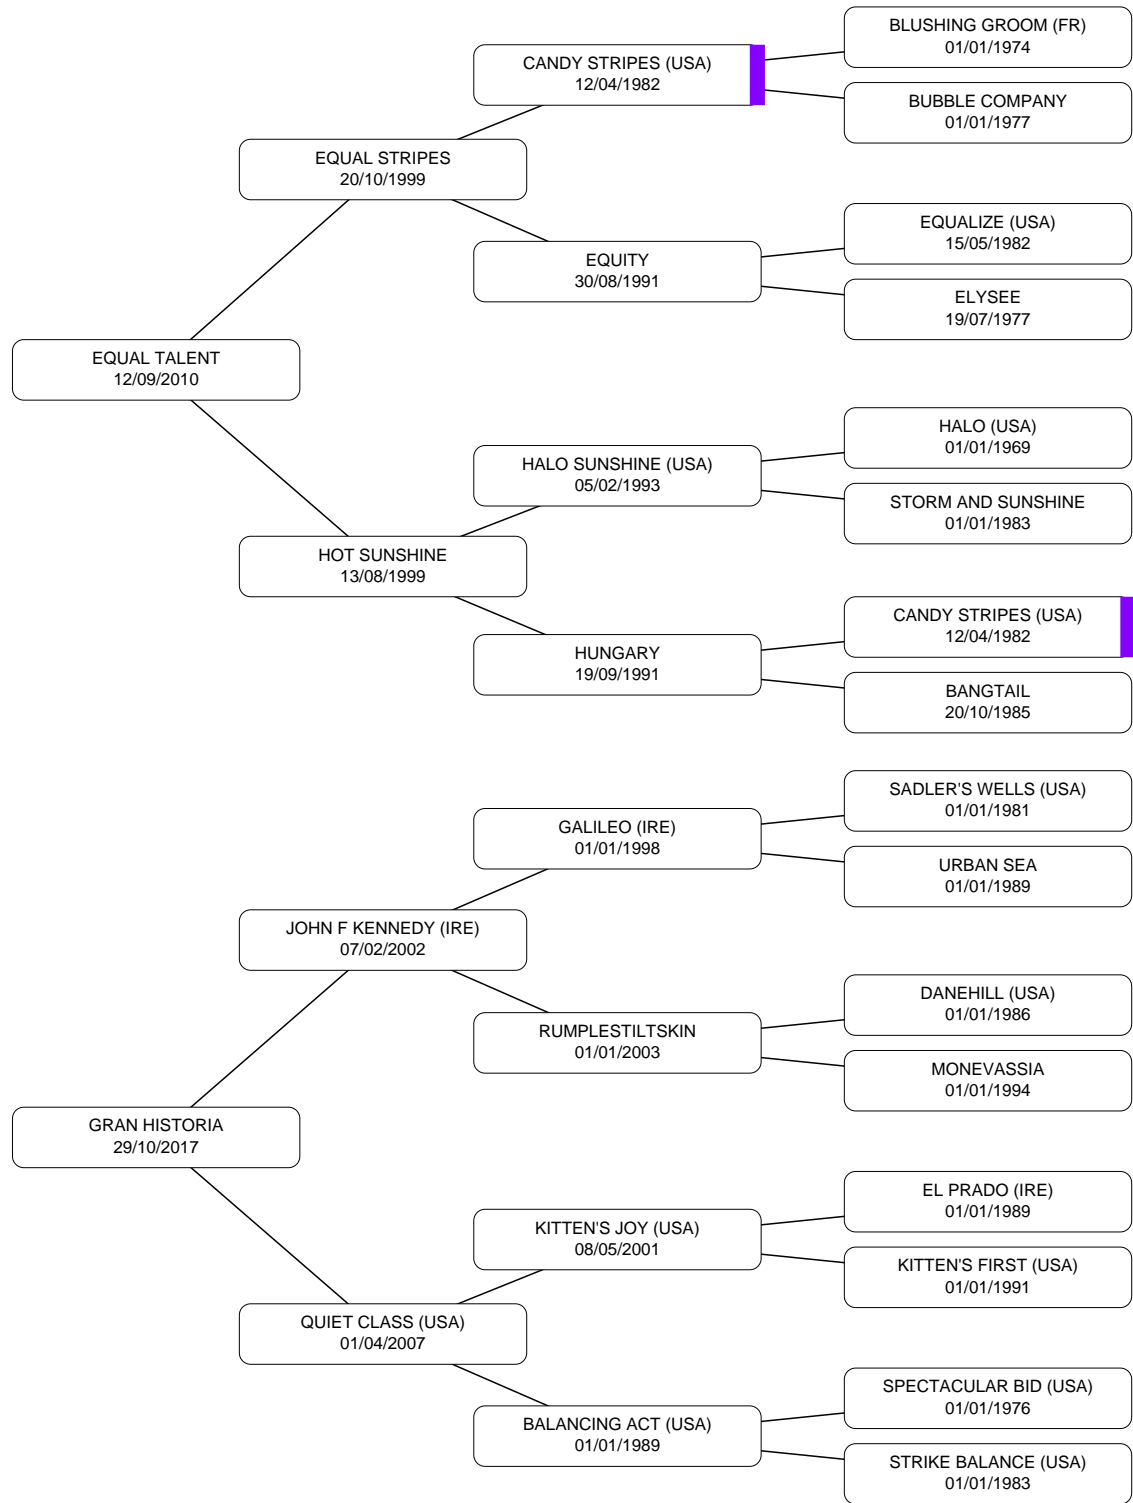 BLUSHING GROOM (FR)
01/01/1974
CANDY STRIPES (USA)
12/04/1982
BUBBLE COMPANY
01/01/1977
EQUAL STRIPES
20/10/1999
EQUALIZE (USA)
15/05/1982
EQUITY
30/08/1991
ELYSEE
19/07/1977
EQUAL TALENT
12/09/2010
HALO (USA)
01/01/1969
HALO SUNSHINE (USA)
05/02/1993
STORM AND SUNSHINE
01/01/1983
HOT SUNSHINE
13/08/1999
CANDY STRIPES (USA)
12/04/1982
HUNGARY
19/09/1991
BANGTAIL
20/10/1985
SADLER'S WELLS (USA)
01/01/1981
GALILEO (IRE)
01/01/1998
URBAN SEA
01/01/1989
JOHN F KENNEDY (IRE)
07/02/2002
DANEHILL (USA)
01/01/1986
RUMPLESTILTSKIN
01/01/2003
MONEVASSIA
01/01/1994
GRAN HISTORIA
29/10/2017
EL PRADO (IRE)
01/01/1989
KITTEN'S JOY (USA)
08/05/2001
KITTEN'S FIRST (USA)
01/01/1991
QUIET CLASS (USA)
01/04/2007
SPECTACULAR BID (USA)
01/01/1976
BALANCING ACT (USA)
01/01/1989
STRIKE BALANCE (USA)
01/01/1983